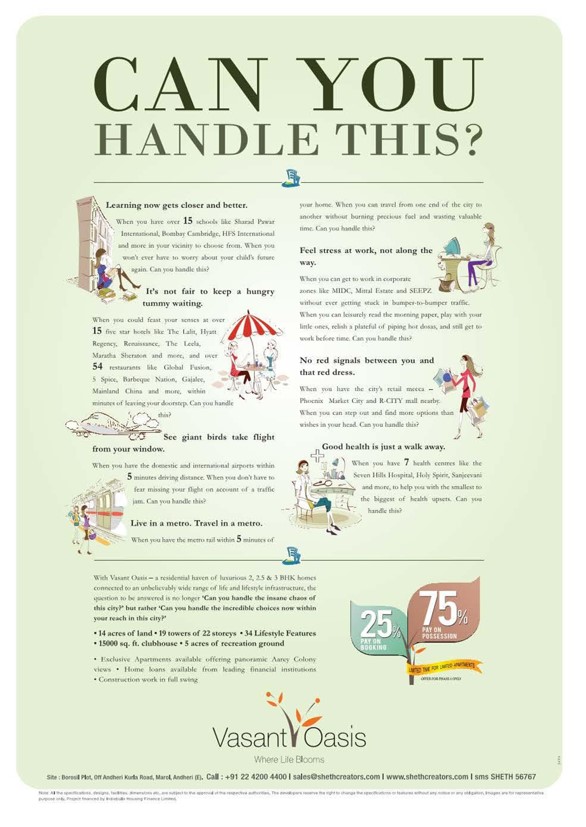 CAN YOU
HANDLE THIS?
Learning now gets closer and better.
When you have over 15 schools like Sharad Pawar
International, Bombay Cambridge, HFS International
and more in your vicinity to choose from. When you
won't ever have to worry about your child's future
again. Can you handle this?
It's not fair to keep a hungry
tummy waiting.
When you could feast your senses at over
15 five star hotels like The Lalit, Hyatt
Regency, Renaissance, The Leela,
Maratha Sheraton and more, and over
54 restaurants like Global Fusion,
5 Spice, Barbeque Nation, Gajalee,
Mainland China and more, within
minutes of leaving your doorstep. Can you handle
this?
See giant birds take flight
from your window.
When you have the domestic and international airports within
5 minutes driving distance. When you don't have to
fear missing your flight on account of a traffic
jam. Can you handle this?
Live in a metro. Travel in a metro.
When you have the metro rail within 5 minutes of
your home. When you can travel from one end of the city to
another without burning precious fuel and wasting valuable
time. Can you handle this?
Feel stress at work, not along the
way.
When you can get to work in corporate
zones like MIDC, Mittal Estate and SEEPZ
without ever getting stuck in bumper-to-bumper traffic.
When you can leisurely read the morning paper, play with your
little ones, relish a plateful of piping hot dosas, and still get to
work before time. Can you handle this?
No red signals between you and
that red dress.
When you have the city's retail mecca –
Phoenix Market City and R-CITY mall nearby.
When you can step out and find more options than
wishes in your head. Can you handle this?
Good health is just a walk away.
When you have 7 health centres like the
Seven Hills Hospital, Holy Spirit, Sanjeevani
and more, to help you with the smallest to
the biggest of health upsets. Can you
handle this?
With Vasant Oasis – a residential haven of luxurious 2, 2.5 & 3 BHK homes
connected to an unbelievably wide range of life and lifestyle infrastructure, the
question to be answered is no longer 'Can you handle the insane chaos of
this city?' but rather 'Can you handle the incredible choices now within
your reach in this city?'
• 14 acres of land • 19 towers of 22 storeys • 34 Lifestyle Features
• 15000 sq. ft. clubhouse • 5 acres of recreation ground
• Exclusive Apartments available offering panoramic Aarey Colony
views • Home loans available from leading financial institutions
• Construction work in full swing
25%
PAY ON
BOOKING
75%
PAY ON
POSSESSION
LIMITED TIME FOR LIMITED APARTMENTS
Vasant Oasis
Where Life Blooms
Site : Borosil Plot, Off Andheri Kurla Road, Marol, Andheri (E). Call : +91 22 4200 4400 I sales@shethcreators.com I www.shethcreators.com I sms SHETH 56767
Note: All the specifications, designs, facilities, dimensions etc. are subject to the approval of the respective authorities. The developers reserve the right to change the specifications or features without any notice or any obligation. Images are for representative
purpose only. Project financed by Indiabulls Housing Finance Limited.